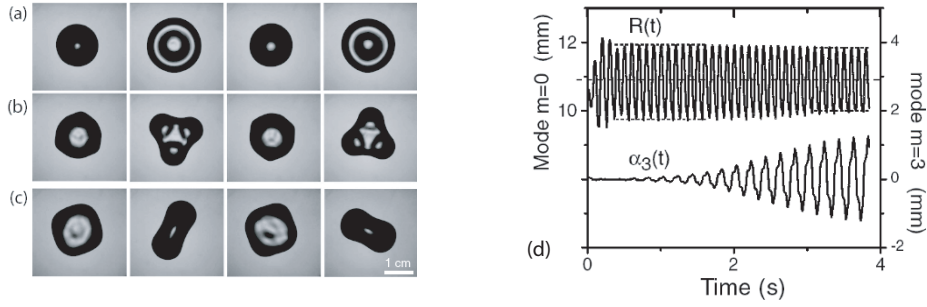 (a)
(b)
(c)
1 cm
Mode m=0 (mm)
12
10
R(t)
α₃(t)
4
2
0
-2
mode m=3 (mm)
(d)
0
2
4
Time (s)